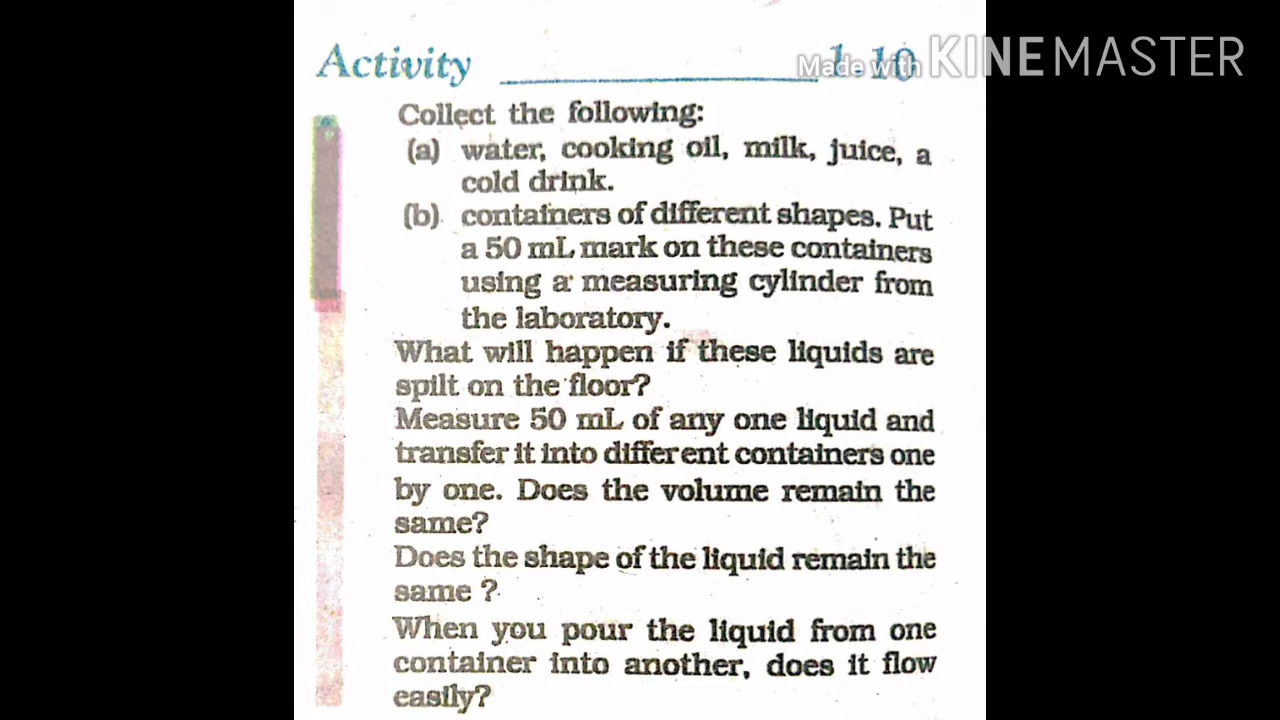 Activity ______________ 1.10
Made with KINEMASTER
Collect the following:
(a) water, cooking oil, milk, juice, a
cold drink.
(b) containers of different shapes. Put
a 50 mL mark on these containers
using a measuring cylinder from
the laboratory.
What will happen if these liquids are
spilt on the floor?
Measure 50 mL of any one liquid and
transfer it into different containers one
by one. Does the volume remain the
same?
Does the shape of the liquid remain the
same ?
When you pour the liquid from one
container into another, does it flow
easily?